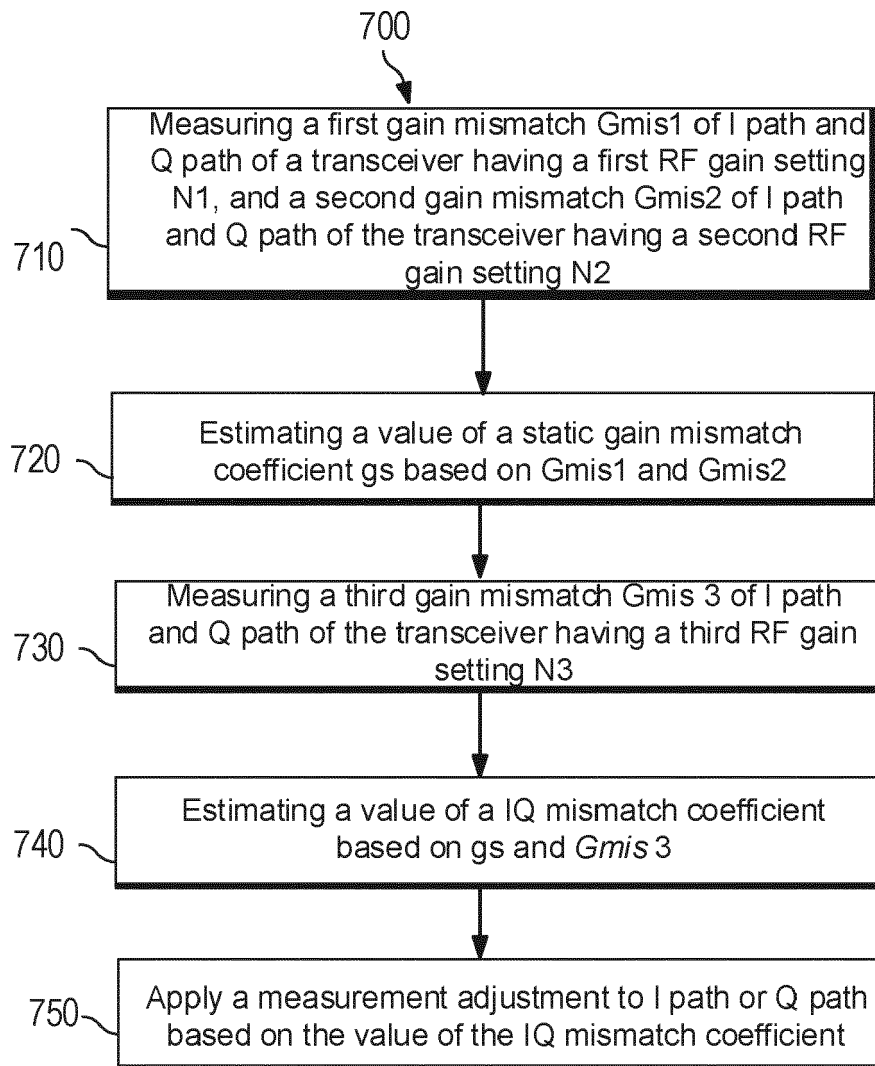 700
Measuring a first gain mismatch Gmis1 of I path and
Q path of a transceiver having a first RF gain setting
N1, and a second gain mismatch Gmis2 of I path
and Q path of the transceiver having a second RF
gain setting N2
710
Estimating a value of a static gain mismatch
coefficient gs based on Gmis1 and Gmis2
720
Measuring a third gain mismatch Gmis 3 of I path
and Q path of the transceiver having a third RF gain
setting N3
730
Estimating a value of a IQ mismatch coefficient
based on gs and Gmis 3
740
Apply a measurement adjustment to I path or Q path
based on the value of the IQ mismatch coefficient
750